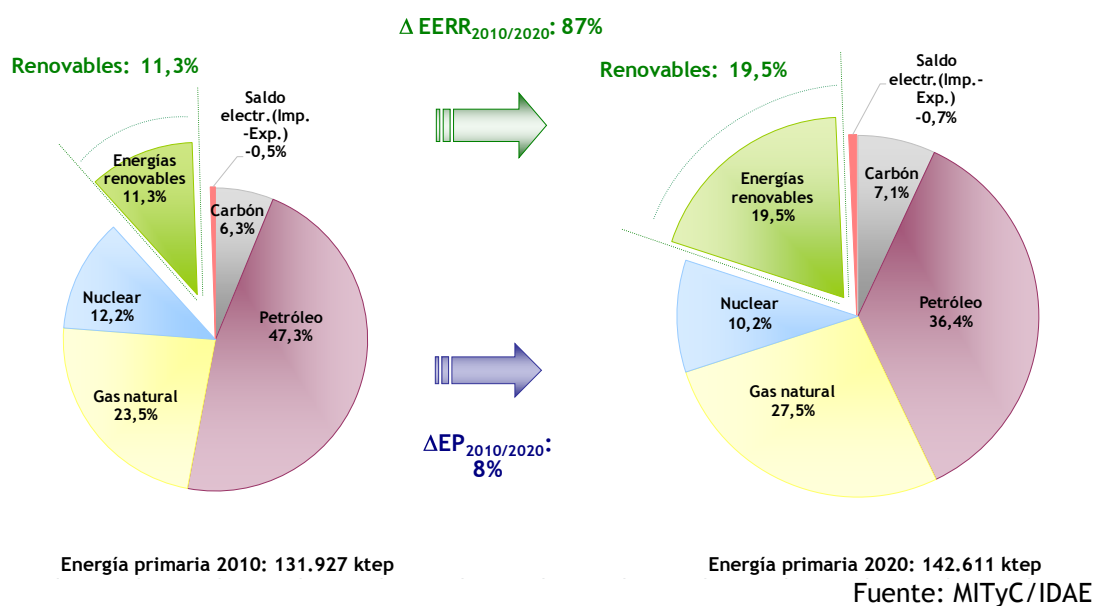 Δ EERR2010/2020: 87%
Renovables: 11,3%
Saldo
electr.(Imp.
-Exp.)
-0,5%
Energías
renovables
11,3%
Carbón
6,3%
Nuclear
12,2%
Petróleo
47,3%
Gas natural
23,5%
Energía primaria 2010: 131.927 ktep
ΔEP2010/2020:
8%
Renovables: 19,5%
Saldo
electr.(Imp.-
Exp.)
-0,7%
Carbón
7,1%
Energías
renovables
19,5%
Nuclear
10,2%
Petróleo
36,4%
Gas natural
27,5%
Energía primaria 2020: 142.611 ktep
Fuente: MITyC/IDAE